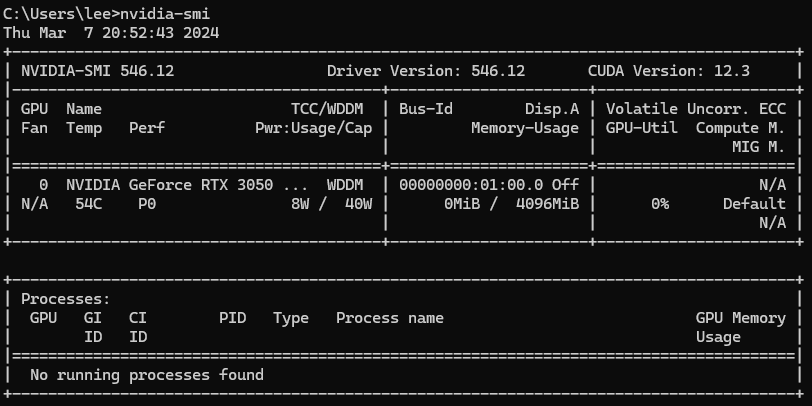 C:\Users\lee>nvidia-smi
Thu Mar  7 20:52:43 2024
+-----------------------------------------------------------------------------------------+
| NVIDIA-SMI 546.12                 Driver Version: 546.12       CUDA Version: 12.3     |
|-----------------------------------------+----------------------+----------------------+
| GPU  Name                     TCC/WDDM  | Bus-Id        Disp.A | Volatile Uncorr. ECC |
| Fan  Temp   Perf          Pwr:Usage/Cap |         Memory-Usage | GPU-Util  Compute M. |
|                                         |                      |               MIG M. |
|=========================================+======================+======================|
|   0  NVIDIA GeForce RTX 3050 ...  WDDM  | 00000000:01:00.0 Off |                  N/A |
| N/A   54C    P0               8W /  40W |      0MiB /  4096MiB |      0%      Default |
|                                         |                      |                  N/A |
+-----------------------------------------+----------------------+----------------------+

+---------------------------------------------------------------------------------------+
| Processes:                                                                            |
|  GPU   GI   CI        PID   Type   Process name                            GPU Memory |
|        ID   ID                                                             Usage      |
|=======================================================================================|
|  No running processes found                                                           |
+---------------------------------------------------------------------------------------+